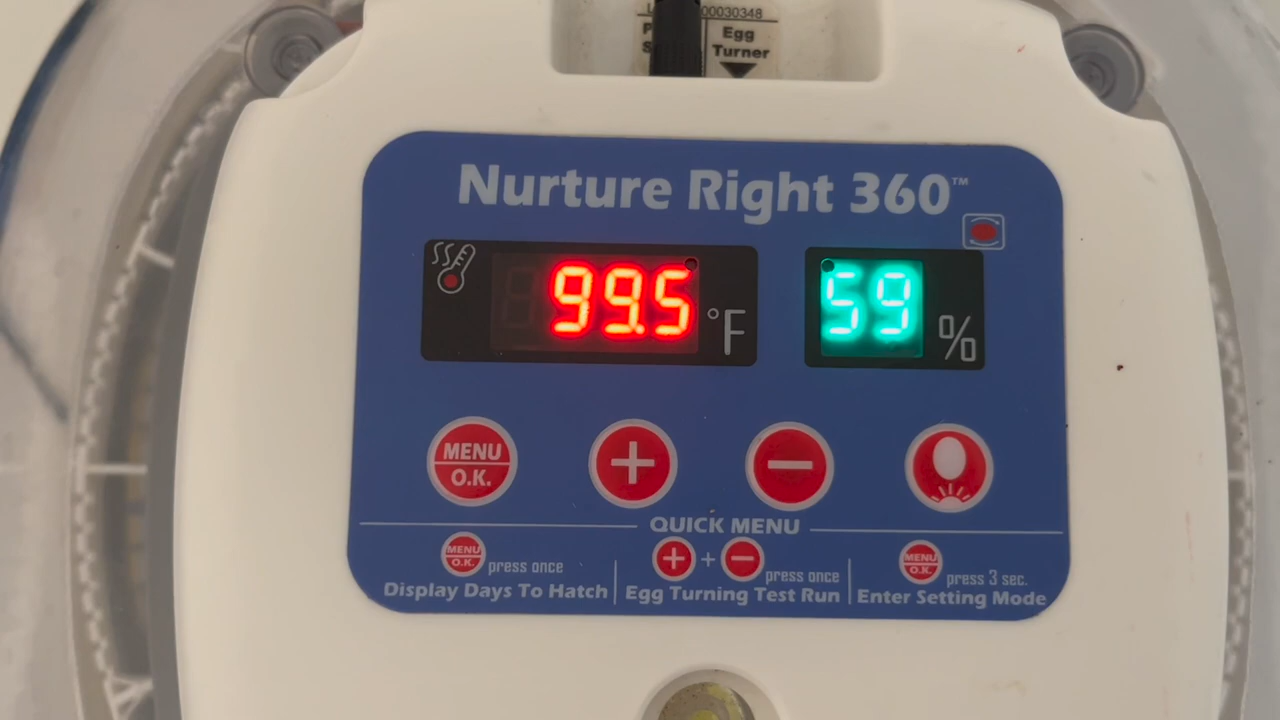 00030348
Egg
Turner
Nurture Right 360™
99.5 °F
59 %
MENU
O.K.
QUICK MENU
MENU
O.K.
press once
Display Days To Hatch
+ + −
press once
Egg Turning Test Run
MENU
O.K.
press 3 sec.
Enter Setting Mode